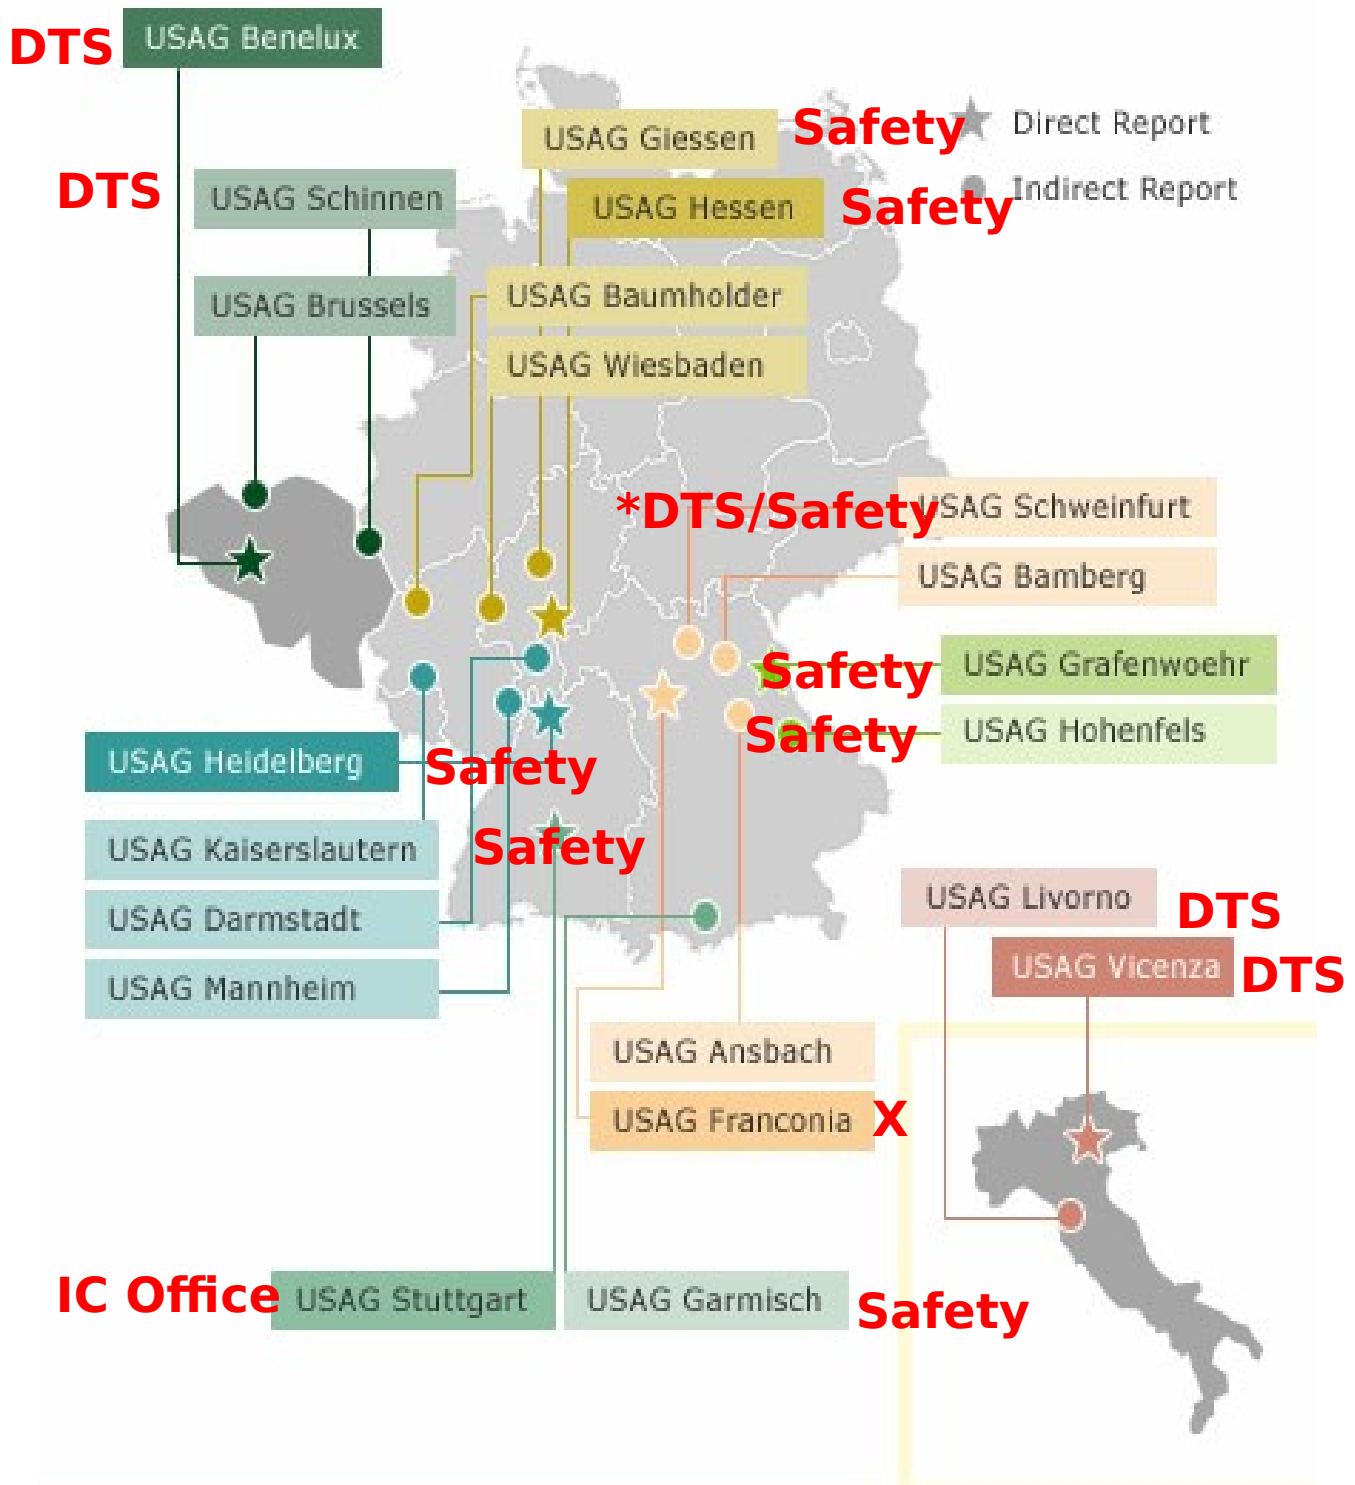 DTS USAG Benelux
USAG Giessen Safety Direct Report
DTS USAG Schinnen
USAG Hessen Safety Indirect Report
USAG Brussels
USAG Baumholder
USAG Wiesbaden
*DTS/Safety USAG Schweinfurt
USAG Bamberg
Safety USAG Grafenwoehr
Safety USAG Hohenfels
USAG Heidelberg Safety
USAG Kaiserslautern Safety
USAG Darmstadt
USAG Mannheim
USAG Livorno DTS
USAG Vicenza DTS
USAG Ansbach
USAG Franconia X
IC Office USAG Stuttgart
USAG Garmisch Safety